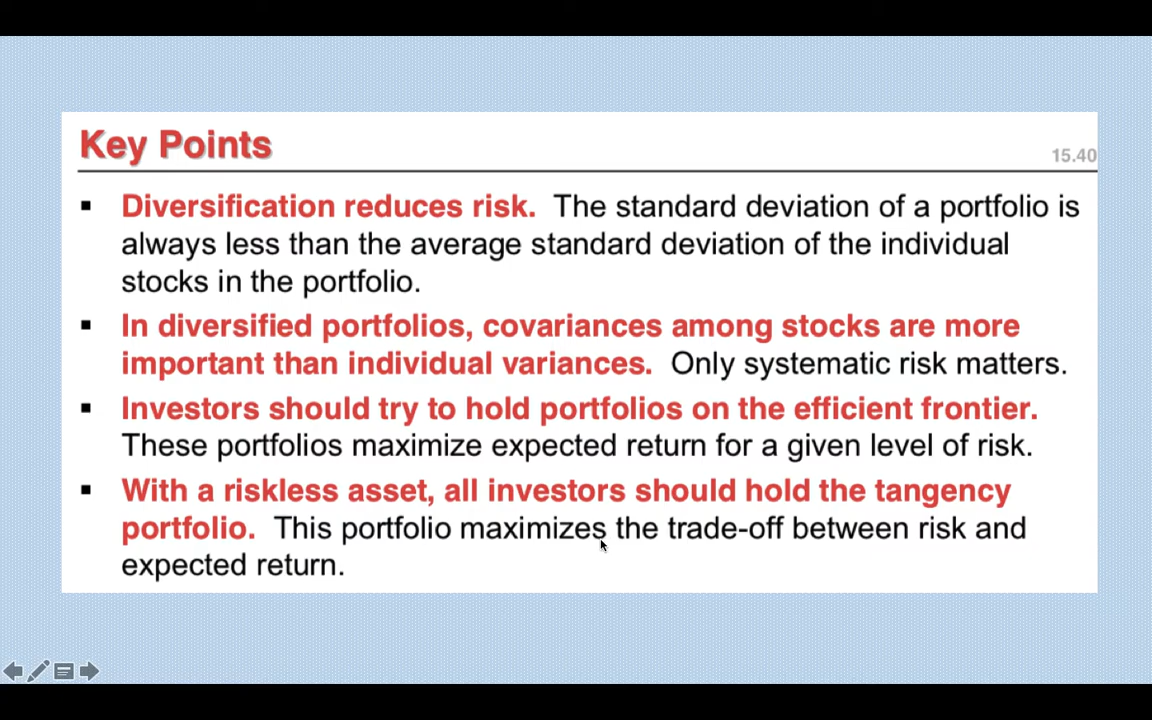 Key Points
15.40
▪ Diversification reduces risk. The standard deviation of a portfolio is
always less than the average standard deviation of the individual
stocks in the portfolio.
▪ In diversified portfolios, covariances among stocks are more
important than individual variances. Only systematic risk matters.
▪ Investors should try to hold portfolios on the efficient frontier.
These portfolios maximize expected return for a given level of risk.
▪ With a riskless asset, all investors should hold the tangency
portfolio. This portfolio maximizes the trade-off between risk and
expected return.